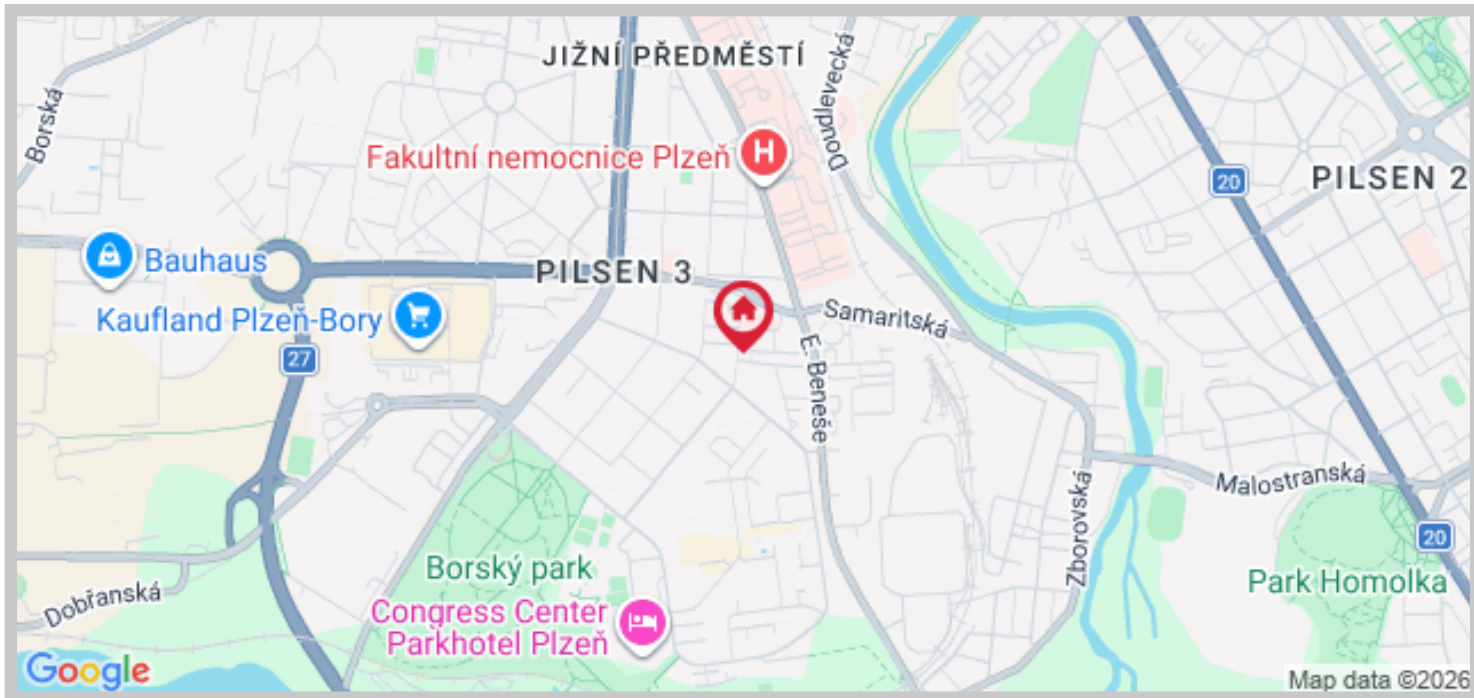 JIŽNÍ PŘEDMĚSTÍ
Doudlevecká
Borská
Fakultní nemocnice Plzeň
H
20
PILSEN 2
Bauhaus
PILSEN 3
Kaufland Plzeň-Bory
Samaritská
27
E. Beneše
Malostranská
Zborovská
20
Borský park
Park Homolka
Dobřanská
Congress Center
Parkhotel Plzeň
Google
Map data ©2026